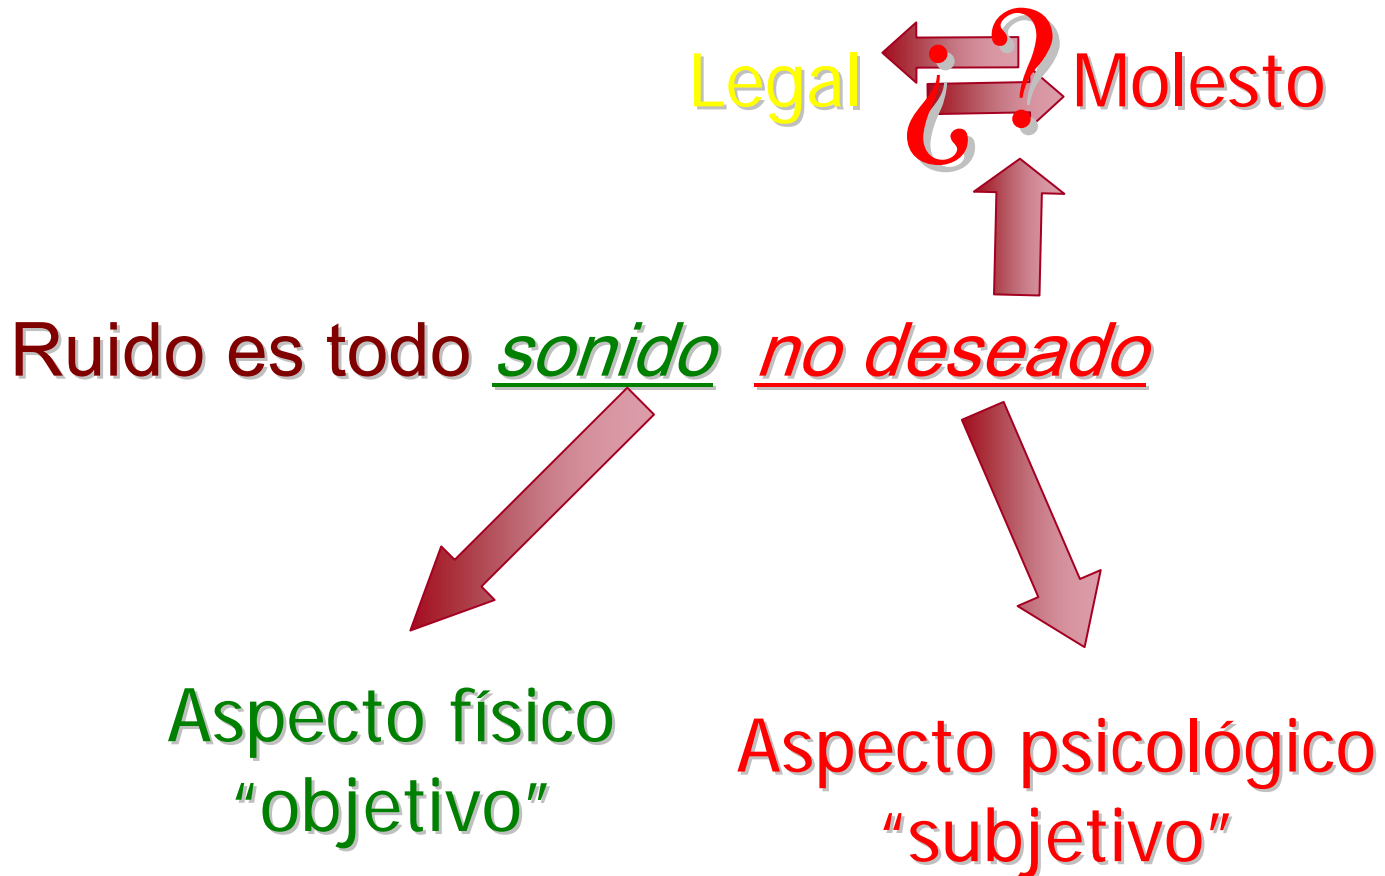 Legal ¿? Molesto
Ruido es todo sonido no deseado
Aspecto físico
“objetivo”
Aspecto psicológico
“subjetivo”